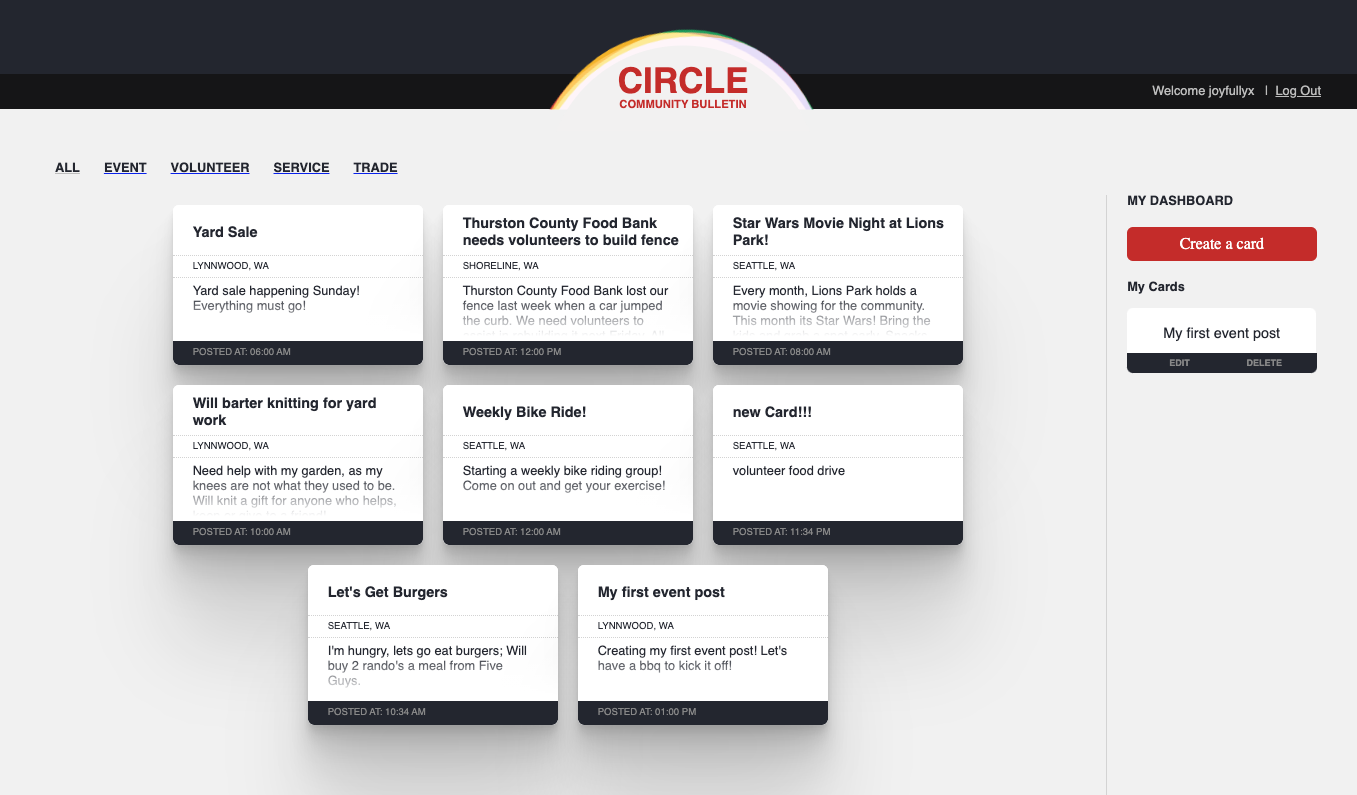 CIRCLE
COMMUNITY BULLETIN
Welcome joyfullyx | Log Out
ALL EVENT VOLUNTEER SERVICE TRADE
Yard Sale
LYNNWOOD, WA
Yard sale happening Sunday!
Everything must go!
POSTED AT: 06:00 AM
Thurston County Food Bank
needs volunteers to build fence
SHORELINE, WA
Thurston County Food Bank lost our
fence last week when a car jumped
the curb. We need volunteers to
POSTED AT: 12:00 PM
Star Wars Movie Night at Lions
Park!
SEATTLE, WA
Every month, Lions Park holds a
movie showing for the community.
This month its Star Wars! Bring the
POSTED AT: 08:00 AM
Will barter knitting for yard
work
LYNNWOOD, WA
Need help with my garden, as my
knees are not what they used to be.
Will knit a gift for anyone who helps,
POSTED AT: 10:00 AM
Weekly Bike Ride!
SEATTLE, WA
Starting a weekly bike riding group!
Come on out and get your exercise!
POSTED AT: 12:00 AM
new Card!!!
SEATTLE, WA
volunteer food drive
POSTED AT: 11:34 PM
Let's Get Burgers
SEATTLE, WA
I'm hungry, lets go eat burgers; Will
buy 2 rando's a meal from Five
Guys.
POSTED AT: 10:34 AM
My first event post
LYNNWOOD, WA
Creating my first event post! Let's
have a bbq to kick it off!
POSTED AT: 01:00 PM
MY DASHBOARD
Create a card
My Cards
My first event post
EDIT DELETE